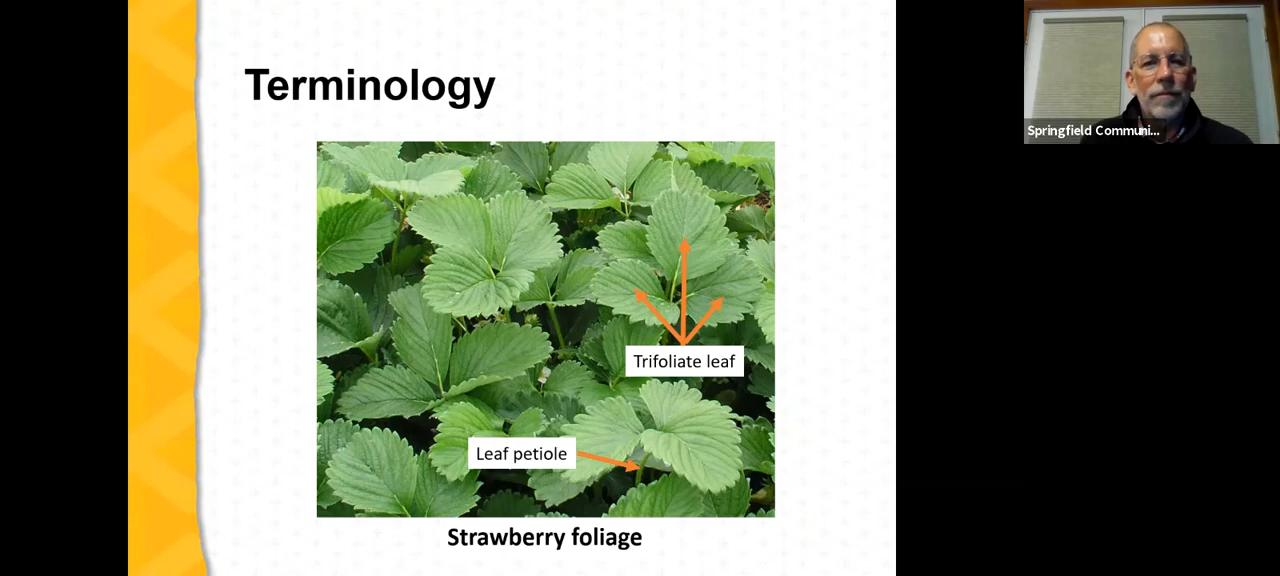 Terminology
Trifoliate leaf
Leaf petiole
Strawberry foliage
Springfield Communi...